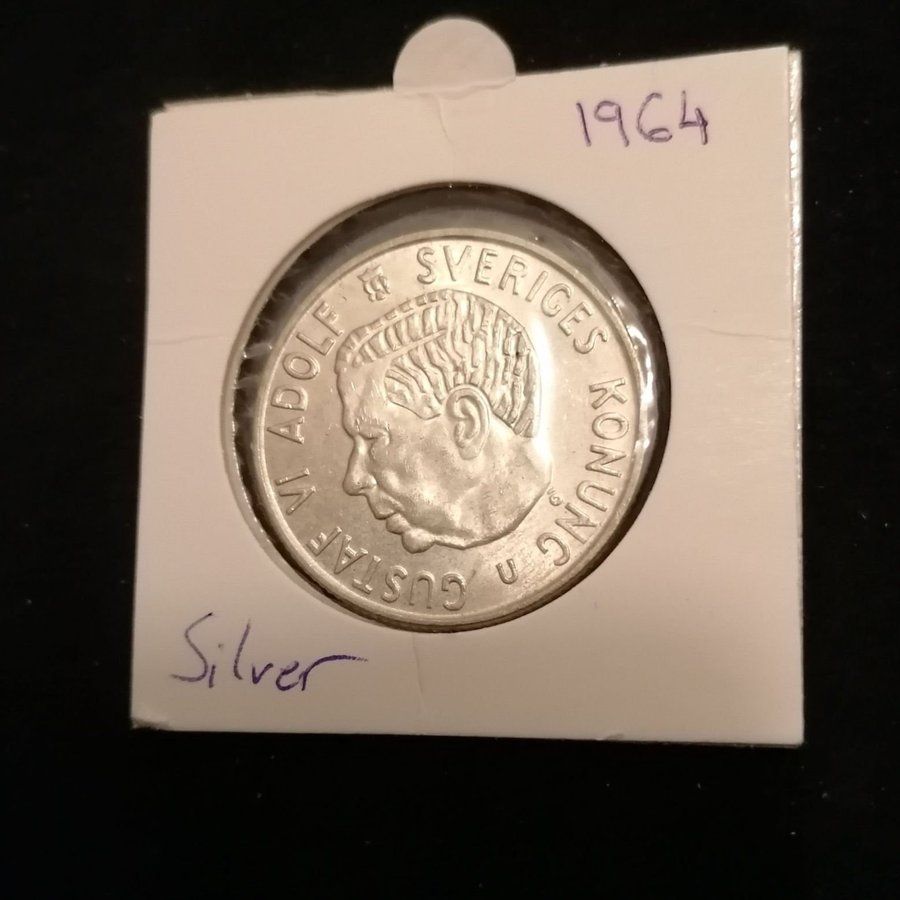 1964
GUSTAF VI ADOLF SVERIGES KONUNG U
Silver